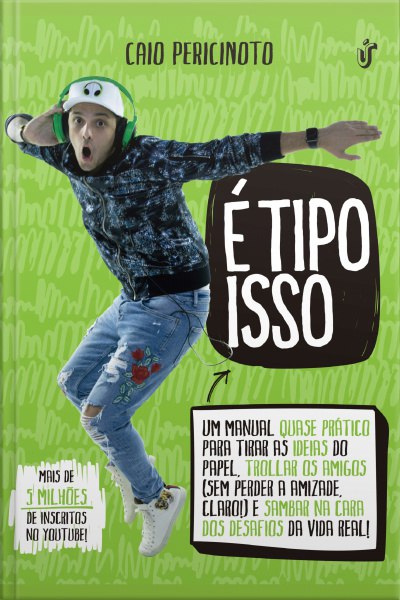 CAIO PERICINOTO
É TIPO
ISSO
UM MANUAL QUASE PRÁTICO
PARA TIRAR AS IDEIAS DO
PAPEL, TROLLAR OS AMIGOS
(SEM PERDER A AMIZADE,
CLARO!) E SAMBAR NA CARA
DOS DESAFIOS DA VIDA REAL!
MAIS DE
5 MILHÕES
DE INSCRITOS
NO YOUTUBE!